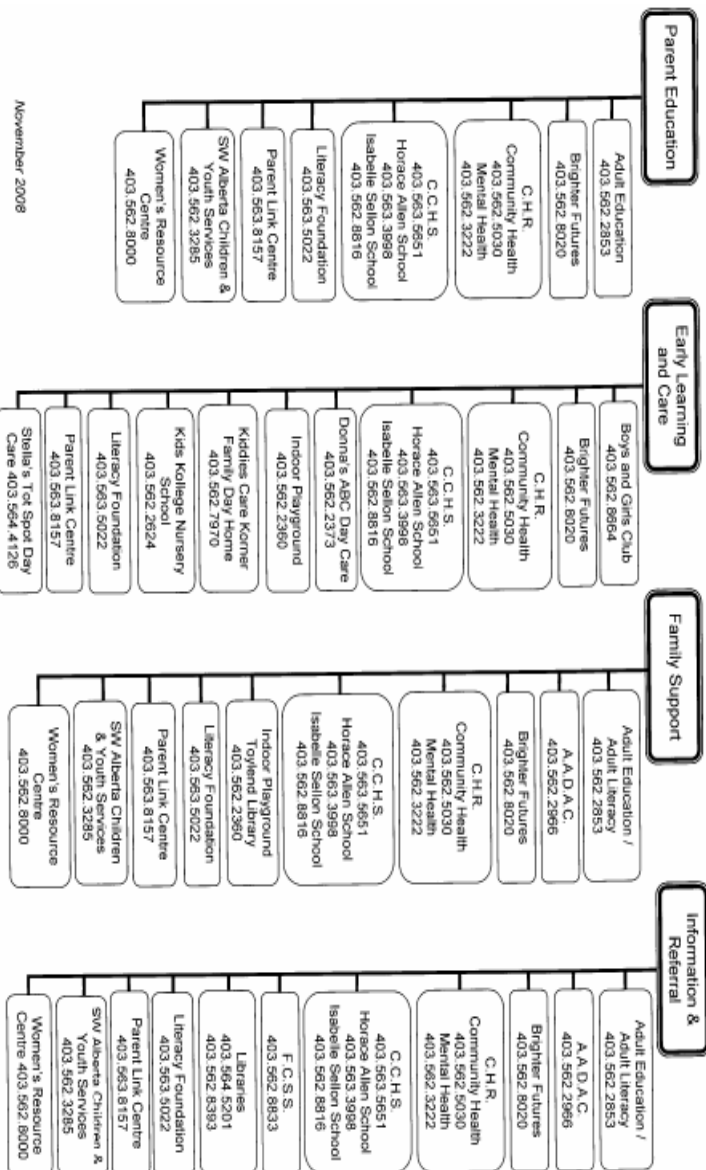 Parent Education
Adult Education
403.562.2853
Brighter Futures
403.562.8020
C.H.R.
Community Health
403.562.5030
Mental Health
403.562.3222
C.C.H.S.
403.563.5651
Horace Allen School
403.563.3998
Isabelle Sellon School
403.562.8816
Literacy Foundation
403.563.5022
Parent Link Centre
403.563.8157
SW Alberta Children &
Youth Services
403.562.3285
Women's Resource
Centre
403.562.8000
Early Learning
and Care
Boys and Girls Club
403.562.8664
Brighter Futures
403.562.8020
C.H.R.
Community Health
403.562.5030
Mental Health
403.562.3222
C.C.H.S.
403.563.5651
Horace Allen School
403.563.3998
Isabelle Sellon School
403.562.8816
Donna's ABC Day Care
403.562.2373
Indoor Playground
403.562.2360
Kiddies Care Korner
Family Day Home
403.562.7970
Kids Kollege Nursery
School
403.562.2624
Literacy Foundation
403.563.5022
Parent Link Centre
403.563.8157
Stella's Tot Spot Day
Care 403.564.4126
Family Support
Adult Education /
Adult Literacy
403.562.2853
A.A.D.A.C.
403.562.2966
Brighter Futures
403.562.8020
C.H.R.
Community Health
403.562.5030
Mental Health
403.562.3222
C.C.H.S.
403.563.5651
Horace Allen School
403.563.3998
Isabelle Sellon School
403.562.8816
Indoor Playground
Toylend Library
403.562.2360
Literacy Foundation
403.563.5022
Parent Link Centre
403.563.8157
SW Alberta Children
& Youth Services
403.562.3285
Women's Resource
Centre
403.562.8000
Information &
Referral
Adult Education /
Adult Literacy
403.562.2853
A.A.D.A.C.
403.562.2966
Brighter Futures
403.562.8020
C.H.R.
Community Health
403.562.5030
Mental Health
403.562.3222
C.C.H.S.
403.563.5651
Horace Allen School
403.563.3998
Isabelle Sellon School
403.562.8816
F.C.S.S.
403.562.8833
Libraries
403.564.5201
403.562.8393
Literacy Foundation
403.563.5022
Parent Link Centre
403.563.8157
SW Alberta Children &
Youth Services
403.562.3285
Women's Resource
Centre 403.562.8000
November 2008